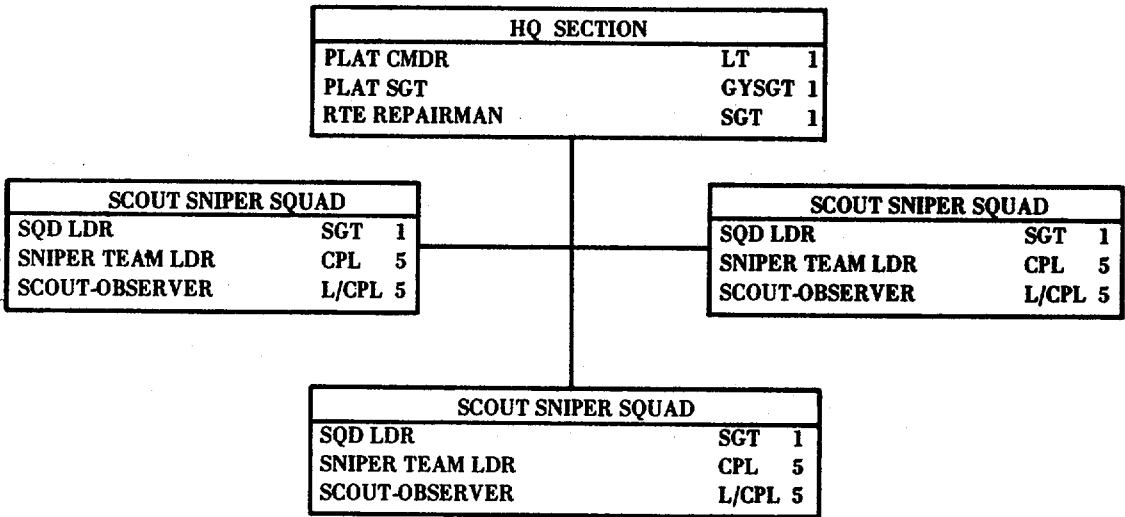 HQ SECTION
PLAT CMDR LT 1
PLAT SGT GYSGT 1
RTE REPAIRMAN SGT 1
SCOUT SNIPER SQUAD
SQD LDR SGT 1
SNIPER TEAM LDR CPL 5
SCOUT-OBSERVER L/CPL 5
SCOUT SNIPER SQUAD
SQD LDR SGT 1
SNIPER TEAM LDR CPL 5
SCOUT-OBSERVER L/CPL 5
SCOUT SNIPER SQUAD
SQD LDR SGT 1
SNIPER TEAM LDR CPL 5
SCOUT-OBSERVER L/CPL 5